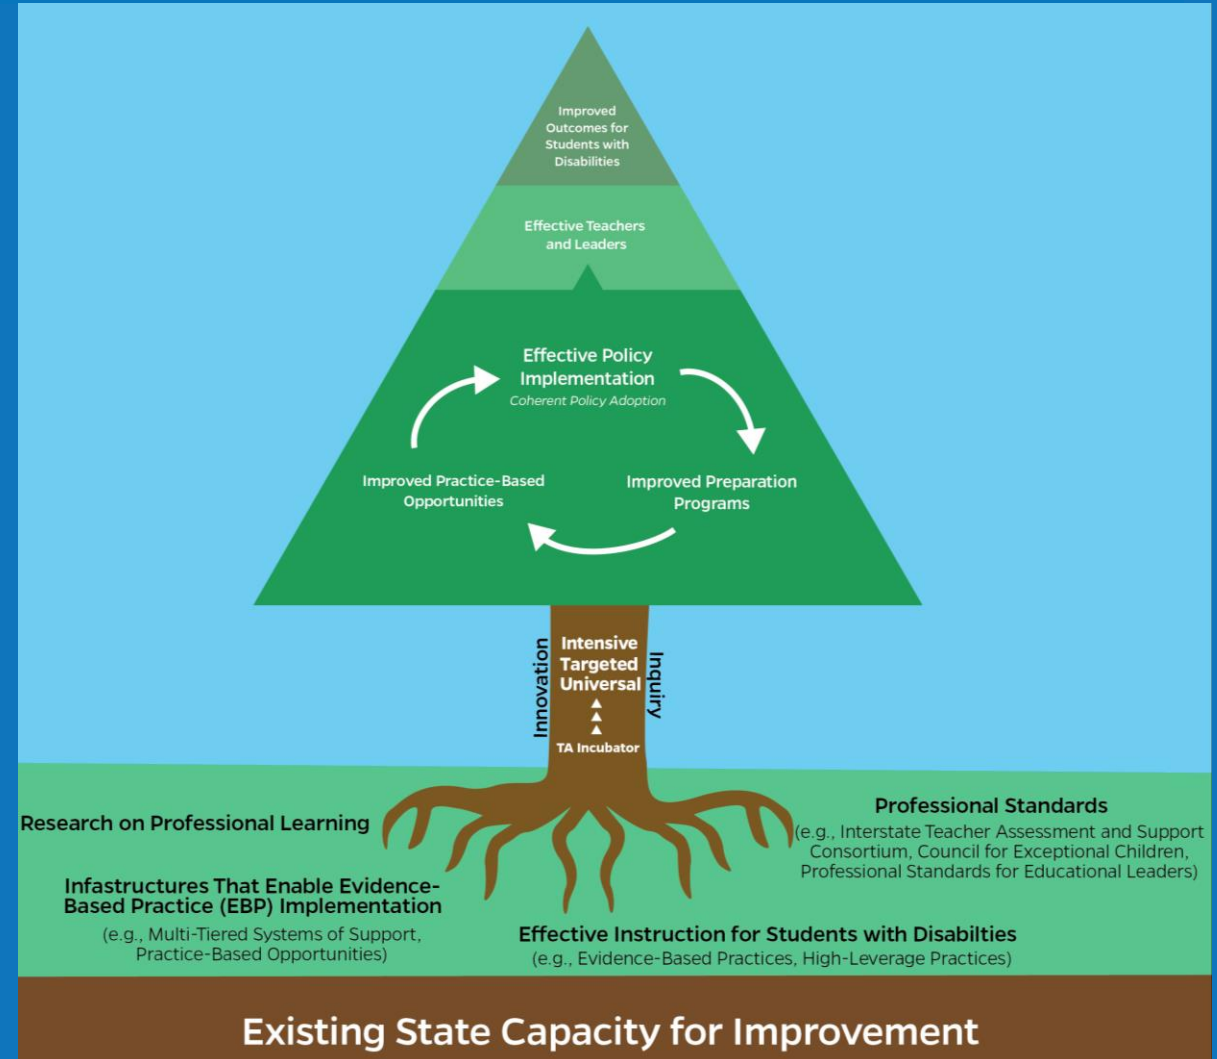 Improved
Outcomes for
Students with
Disabilities
Effective Teachers
and Leaders
Effective Policy
Implementation
Coherent Policy Adoption
Improved Practice-Based
Opportunities
Improved Preparation
Programs
Innovation
Intensive
Targeted
Universal
Inquiry
TA Incubator
Research on Professional Learning
Professional Standards
(e.g., Interstate Teacher Assessment and Support
Consortium, Council for Exceptional Children,
Professional Standards for Educational Leaders)
Infastructures That Enable Evidence-
Based Practice (EBP) Implementation
(e.g., Multi-Tiered Systems of Support,
Practice-Based Opportunities)
Effective Instruction for Students with Disabilties
(e.g., Evidence-Based Practices, High-Leverage Practices)
Existing State Capacity for Improvement